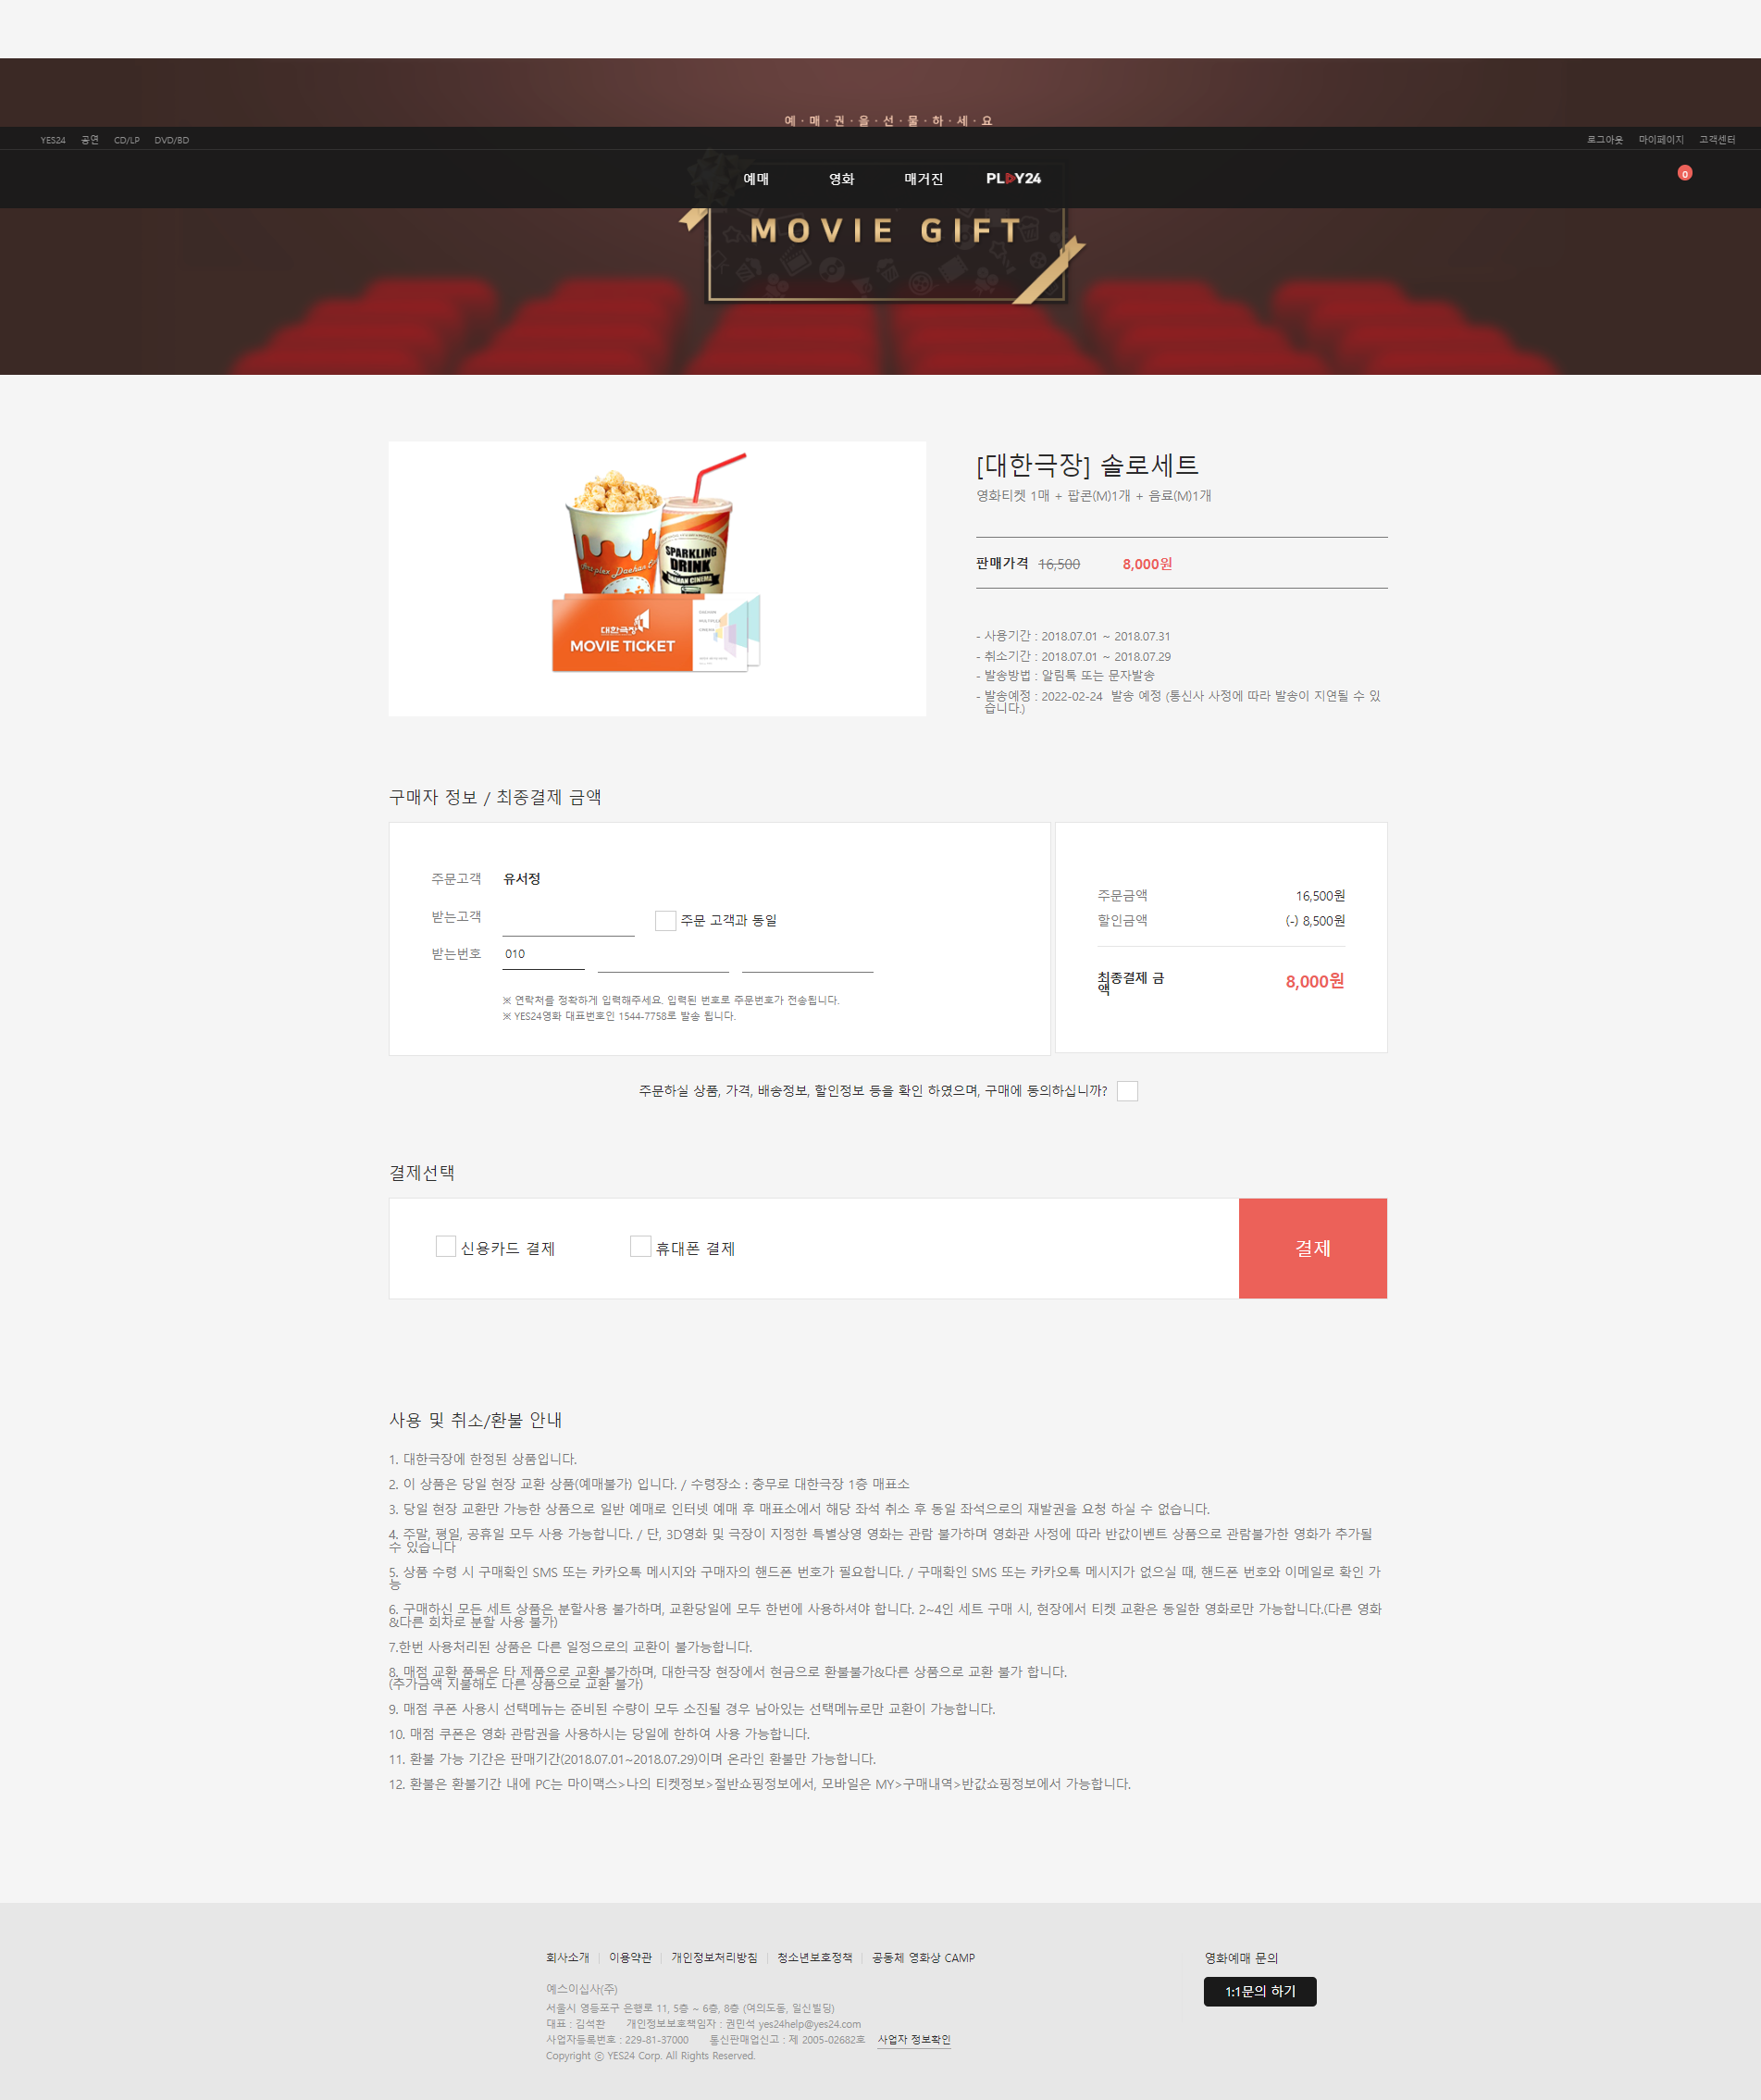 예·매·권·을·선·물·하·세·요
YES24 공연 CD/LP DVD/BD
로그아웃 마이페이지 고객센터
예매 영화 매거진 PLAY24
0
MOVIE GIFT
SPARKLING
DRINK
DAEHAN CINEMA
대한극장
MOVIE TICKET
[대한극장] 솔로세트
영화티켓 1매 + 팝콘(M)1개 + 음료(M)1개
판매가격 16,500 8,000원
- 사용기간 : 2018.07.01 ~ 2018.07.31
- 취소기간 : 2018.07.01 ~ 2018.07.29
- 발송방법 : 알림톡 또는 문자발송
- 발송예정 : 2022-02-24 발송 예정 (통신사 사정에 따라 발송이 지연될 수 있
습니다.)
구매자 정보 / 최종결제 금액
주문고객 유서정
받는고객 주문 고객과 동일
받는번호 010
※ 연락처를 정확하게 입력해주세요. 입력된 번호로 주문번호가 전송됩니다.
※ YES24영화 대표번호인 1544-7758로 발송 됩니다.
주문금액 16,500원
할인금액 (-) 8,500원
최종결제 금
액
8,000원
주문하실 상품, 가격, 배송정보, 할인정보 등을 확인 하였으며, 구매에 동의하십니까?
결제선택
신용카드 결제 휴대폰 결제
결제
사용 및 취소/환불 안내
1. 대한극장에 한정된 상품입니다.
2. 이 상품은 당일 현장 교환 상품(예매불가) 입니다. / 수령장소 : 충무로 대한극장 1층 매표소
3. 당일 현장 교환만 가능한 상품으로 일반 예매로 인터넷 예매 후 매표소에서 해당 좌석 취소 후 동일 좌석으로의 재발권을 요청 하실 수 없습니다.
4. 주말, 평일, 공휴일 모두 사용 가능합니다. / 단, 3D영화 및 극장이 지정한 특별상영 영화는 관람 불가하며 영화관 사정에 따라 반값이벤트 상품으로 관람불가한 영화가 추가될
수 있습니다
5. 상품 수령 시 구매확인 SMS 또는 카카오톡 메시지와 구매자의 핸드폰 번호가 필요합니다. / 구매확인 SMS 또는 카카오톡 메시지가 없으실 때, 핸드폰 번호와 이메일로 확인 가
능
6. 구매하신 모든 세트 상품은 분할사용 불가하며, 교환당일에 모두 한번에 사용하셔야 합니다. 2~4인 세트 구매 시, 현장에서 티켓 교환은 동일한 영화로만 가능합니다.(다른 영화
&다른 회차로 분할 사용 불가)
7.한번 사용처리된 상품은 다른 일정으로의 교환이 불가능합니다.
8. 매점 교환 품목은 타 제품으로 교환 불가하며, 대한극장 현장에서 현금으로 환불불가&다른 상품으로 교환 불가 합니다.
(추가금액 지불해도 다른 상품으로 교환 불가)
9. 매점 쿠폰 사용시 선택메뉴는 준비된 수량이 모두 소진될 경우 남아있는 선택메뉴로만 교환이 가능합니다.
10. 매점 쿠폰은 영화 관람권을 사용하시는 당일에 한하여 사용 가능합니다.
11. 환불 가능 기간은 판매기간(2018.07.01~2018.07.29)이며 온라인 환불만 가능합니다.
12. 환불은 환불기간 내에 PC는 마이맥스>나의 티켓정보>절반쇼핑정보에서, 모바일은 MY>구매내역>반값쇼핑정보에서 가능합니다.
회사소개 이용약관 개인정보처리방침 청소년보호정책 공동체 영화상 CAMP
예스이십사(주)
서울시 영등포구 은행로 11, 5층 ~ 6층, 8층 (여의도동, 일신빌딩)
대표 : 김석환 개인정보보호책임자 : 권민석 yes24help@yes24.com
사업자등록번호 : 229-81-37000 통신판매업신고 : 제 2005-02682호 사업자 정보확인
Copyright ⓒ YES24 Corp. All Rights Reserved.
영화예매 문의
1:1문의 하기